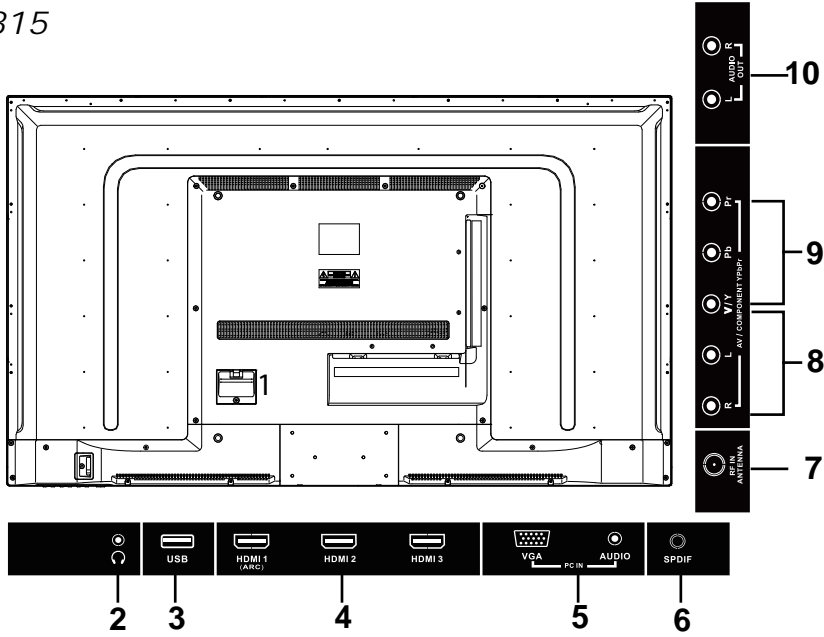 315
R
AUDIO OUT
L
10
Pr
Pb
V/Y
AV / COMPONENT YPbPr
L
R
9
8
RF IN
ANTENNA
7
1
USB
HDMI 1
(ARC)
HDMI 2
HDMI 3
VGA
AUDIO
PC IN
SPDIF
2
3
4
5
6